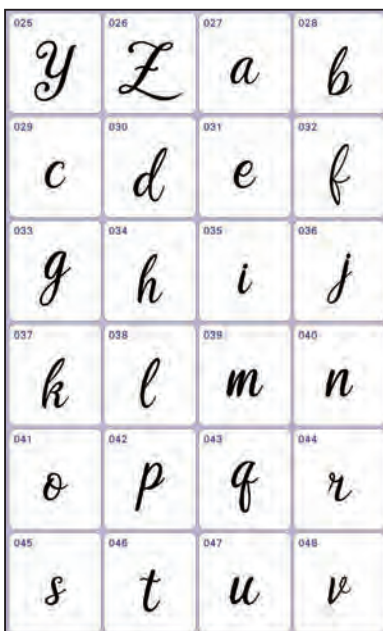 025 026 027 028
Y Z a b
029 030 031 032
c d e f
033 034 035 036
g h i j
037 038 039 040
k l m n
041 042 043 044
o p q r
045 046 047 048
s t u v